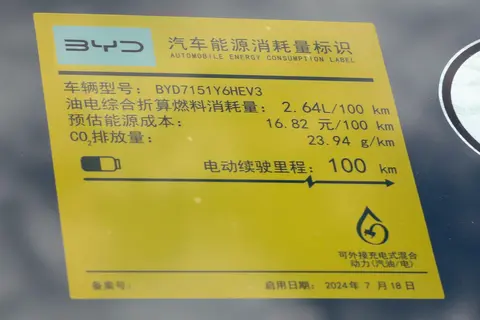 BYD 汽车能源消耗量标识
AUTOMOBILE ENERGY CONSUMPTION LABEL
车辆型号: BYD7151Y6HEV3
油电综合折算燃料消耗量: 2.64L/100 km
预估能源成本: 16.82 元/100 km
CO2排放量: 23.94 g/km
电动续驶里程: 100 km
可外接充电式混合
动力(汽油/电)
备案号:
启用日期: 2024年 7 月 18 日